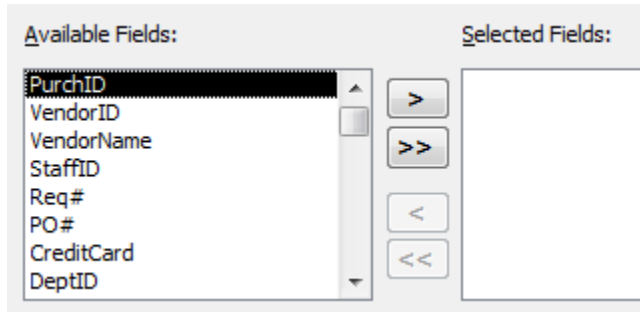 Available Fields:
Selected Fields:
PurchID
VendorID
VendorName
StaffID
Req#
PO#
CreditCard
DeptID
>
>>
<
<<